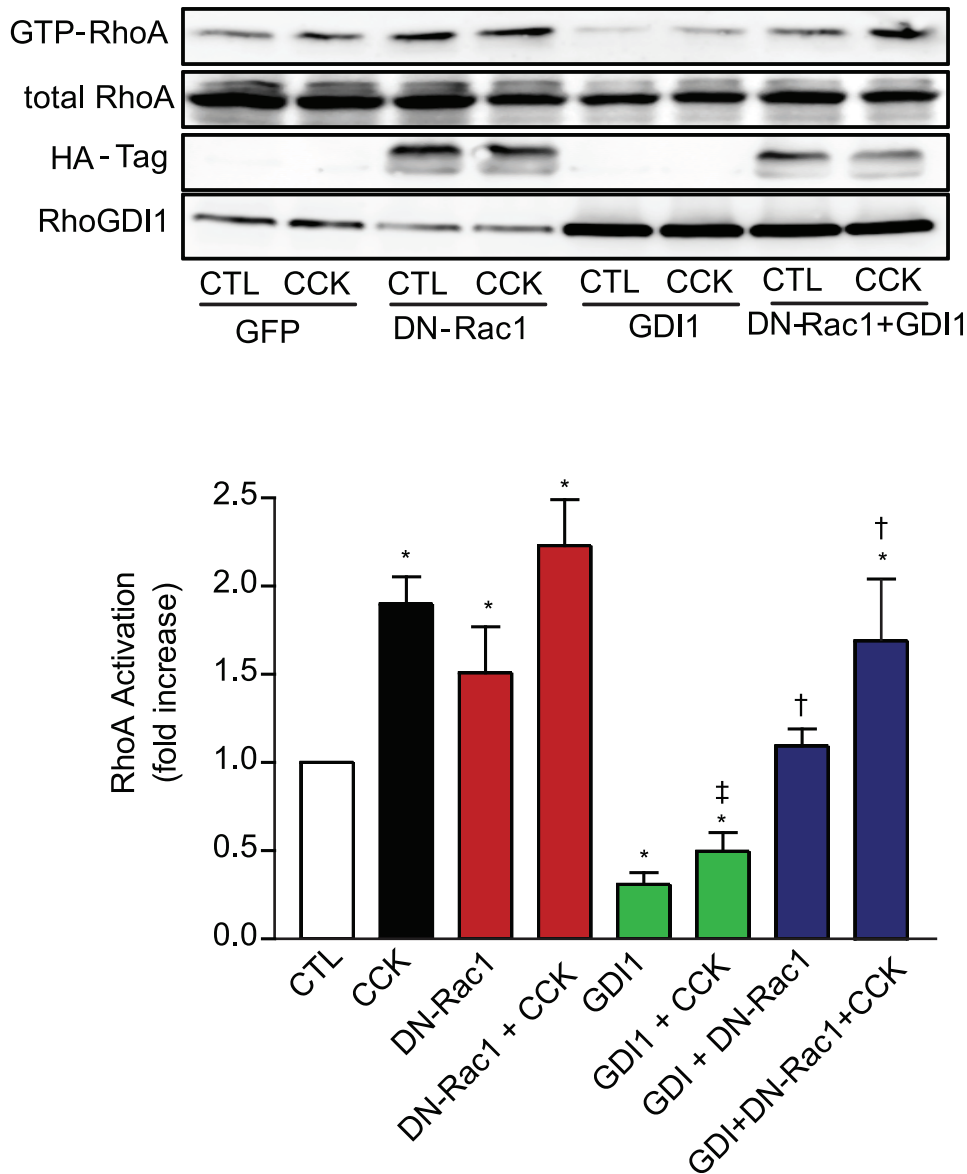 GTP-RhoA
total RhoA
HA-Tag
RhoGDI1
CTL CCK CTL CCK CTL CCK CTL CCK
GFP DN-Rac1 GDI1 DN-Rac1+GDI1
RhoA Activation
(fold increase)
2.5
2.0
1.5
1.0
0.5
0.0
*
*
*
*
‡
*
†
†
*
CTL
CCK
DN-Rac1
DN-Rac1 + CCK
GDI1
GDI1 + CCK
GDI + DN-Rac1
GDI+DN-Rac1+CCK